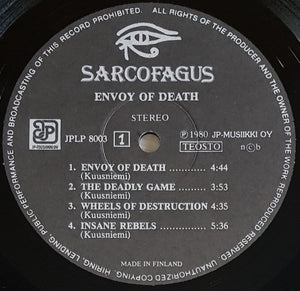 ALL RIGHTS OF THE PRODUCER AND THE OWNER OF THE WORK REPRODUCED RESERVED. UNAUTHORIZED COPYING, HIRING, LENDING, PUBLIC PERFORMANCE AND BROADCASTING OF THIS RECORD PROHIBITED.
SARCOFAGUS
ENVOY OF DEATH
STEREO
JP
JPLP 8003
1
℗ 1980 JP-MUSIIKKI OY
TEOSTO
n©b
1. ENVOY OF DEATH ............ 4:44
(Kuusniemi)
2. THE DEADLY GAME ........... 3:53
(Kuusniemi)
3. WHEELS OF DESTRUCTION 4:35
(Kuusniemi)
4. INSANE REBELS ............. 5:36
(Kuusniemi)
MADE IN FINLAND